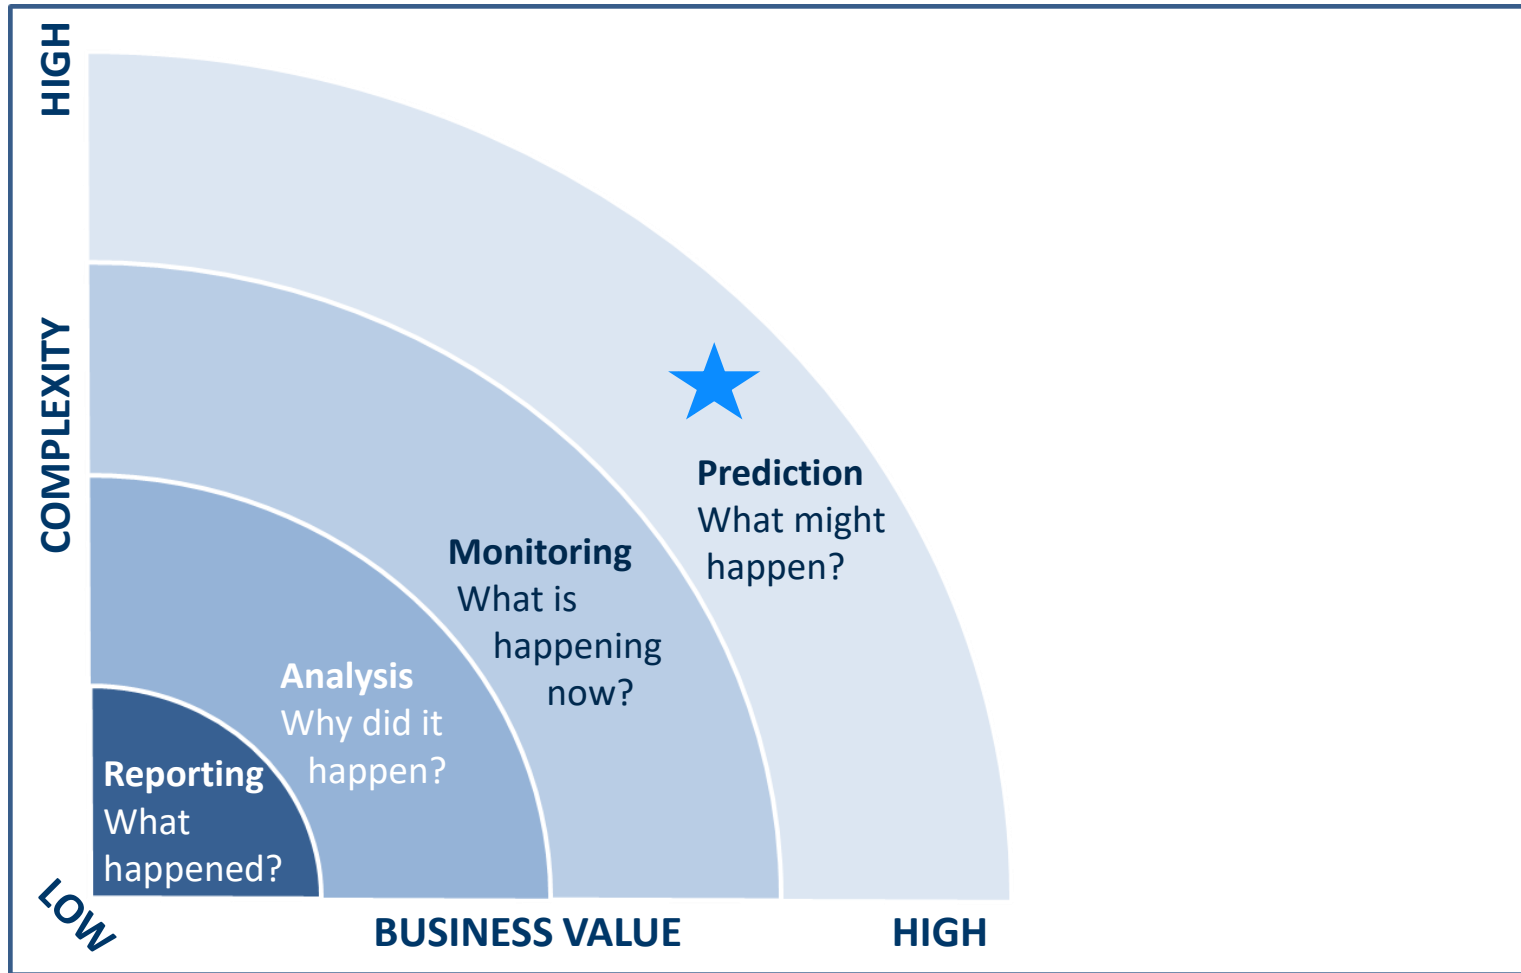 HIGH
COMPLEXITY
Prediction
What might
happen?
Monitoring
What is
happening
now?
Analysis
Why did it
happen?
Reporting
What
happened?
LOW
BUSINESS VALUE
HIGH